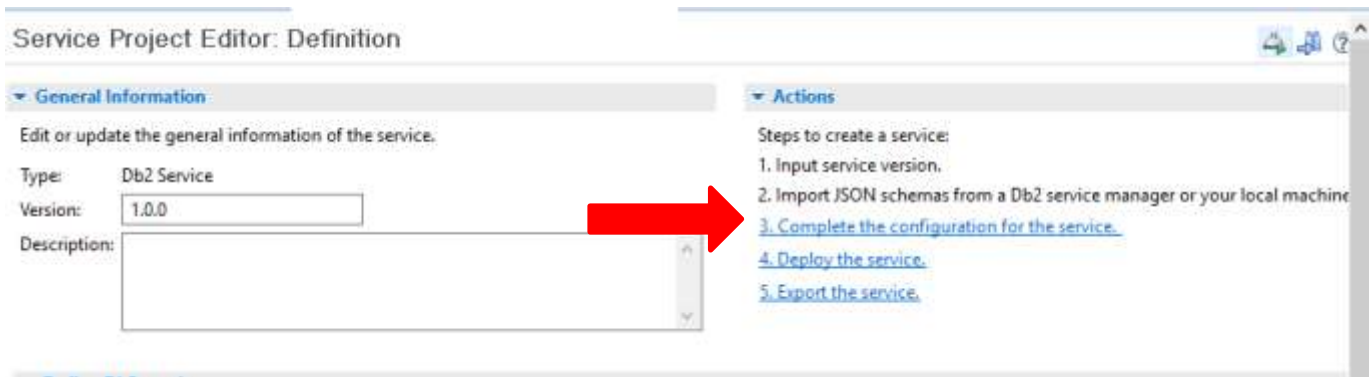 Service Project Editor: Definition
General Information
Edit or update the general information of the service.
Type: Db2 Service
Version: 1.0.0
Description:
Actions
Steps to create a service:
1. Input service version.
2. Import JSON schemas from a Db2 service manager or your local machine
3. Complete the configuration for the service.
4. Deploy the service.
5. Export the service.